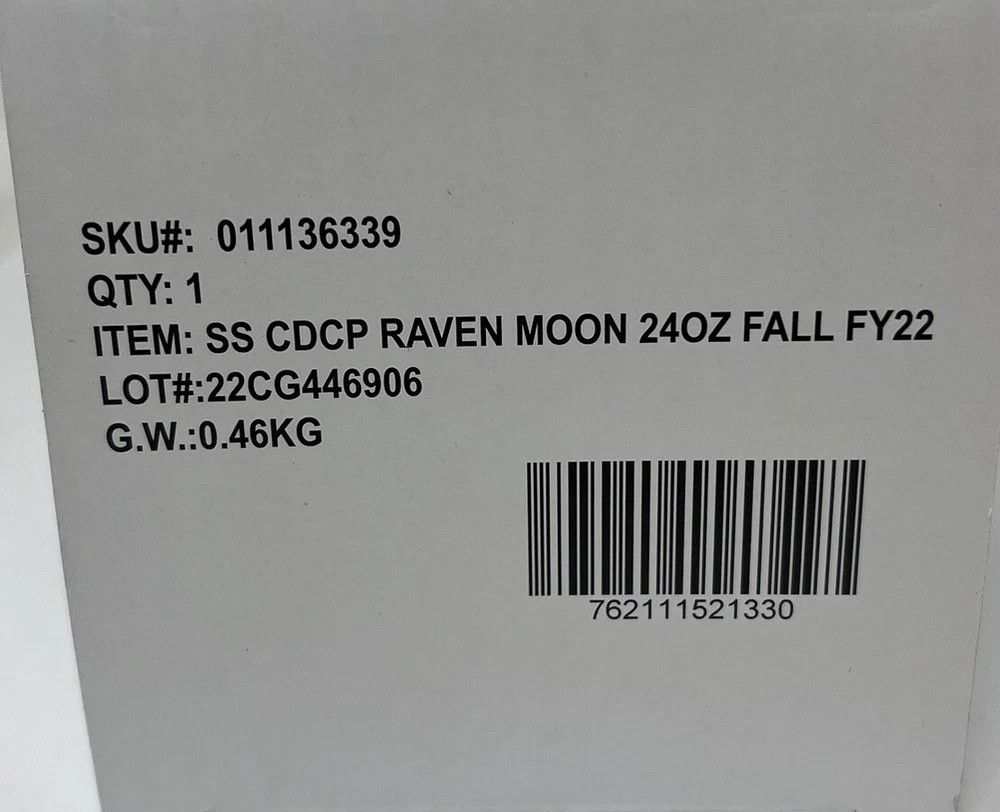 SKU#: 011136339
QTY: 1
ITEM: SS CDCP RAVEN MOON 24OZ FALL FY22
LOT#:22CG446906
G.W.:0.46KG
762111521330